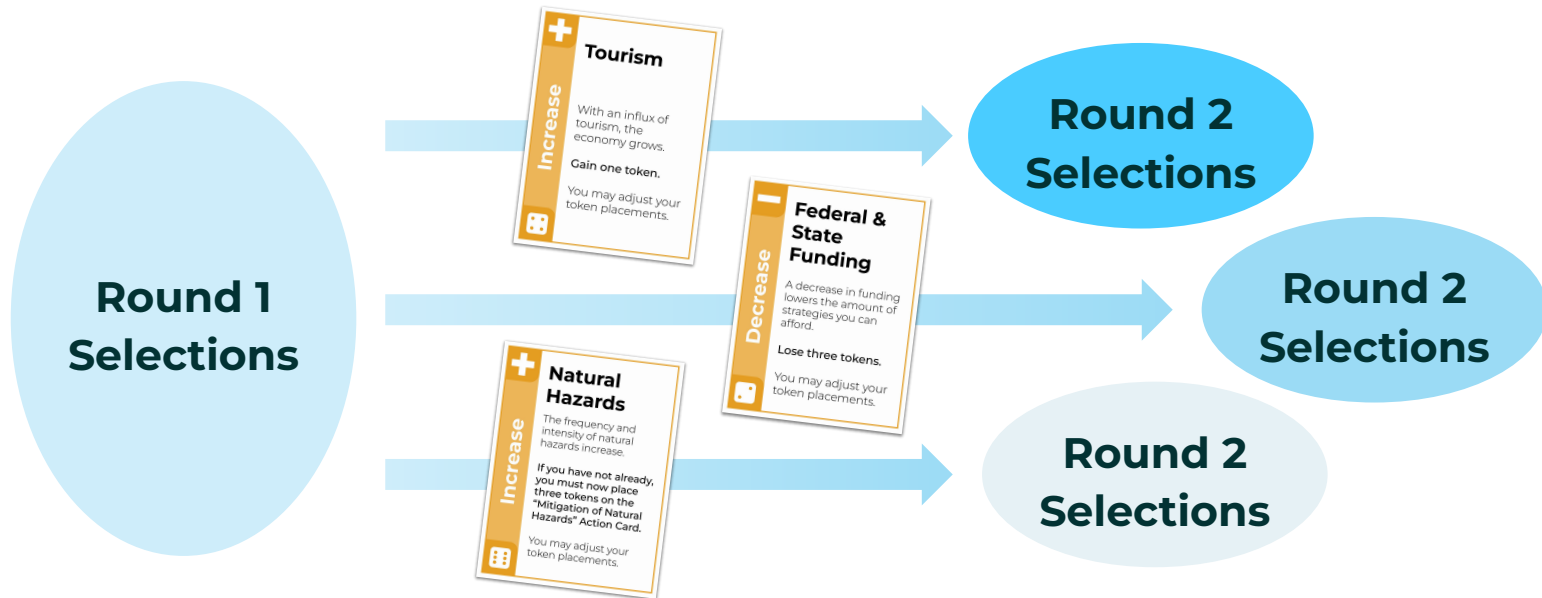 Round 1
Selections
Increase
Tourism
With an influx of
tourism, the
economy grows.
Gain one token.
You may adjust your
token placements.
Round 2
Selections
Decrease
Federal &
State
Funding
A decrease in funding
lowers the amount of
strategies you can
afford.
Lose three tokens.
You may adjust your
token placements.
Round 2
Selections
Increase
Natural
Hazards
The frequency and
intensity of natural
hazards increase.
If you have not already,
you must now place
three tokens on the
“Mitigation of Natural
Hazards” Action Card.
You may adjust your
token placements.
Round 2
Selections